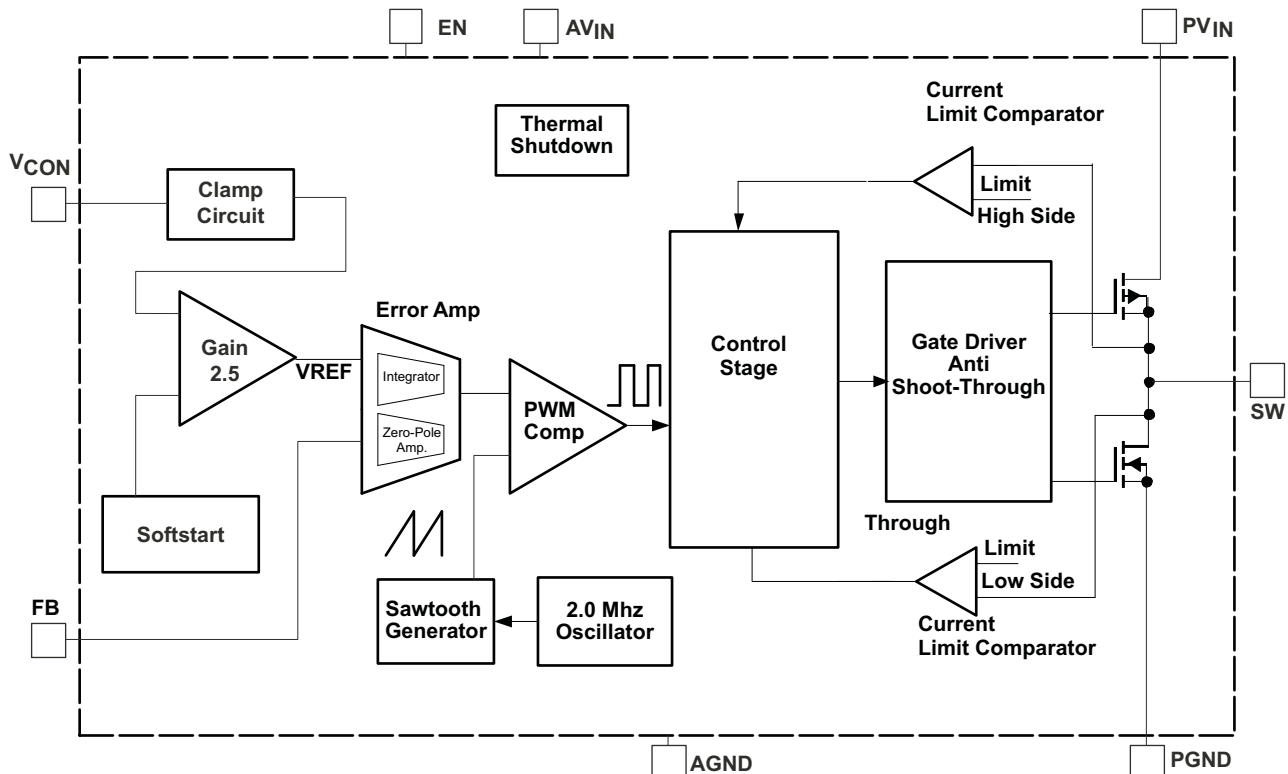 EN
AVIN
PVIN
Current
Limit Comparator
Thermal
Shutdown
VCON
Clamp
Circuit
Limit
High Side
Error Amp
Gain
2.5
VREF
Integrator
Zero-Pole
Amp.
PWM
Comp
Control
Stage
Gate Driver
Anti
Shoot-Through
SW
Softstart
Through
Limit
Low Side
FB
Sawtooth
Generator
2.0 Mhz
Oscillator
Current
Limit Comparator
AGND
PGND